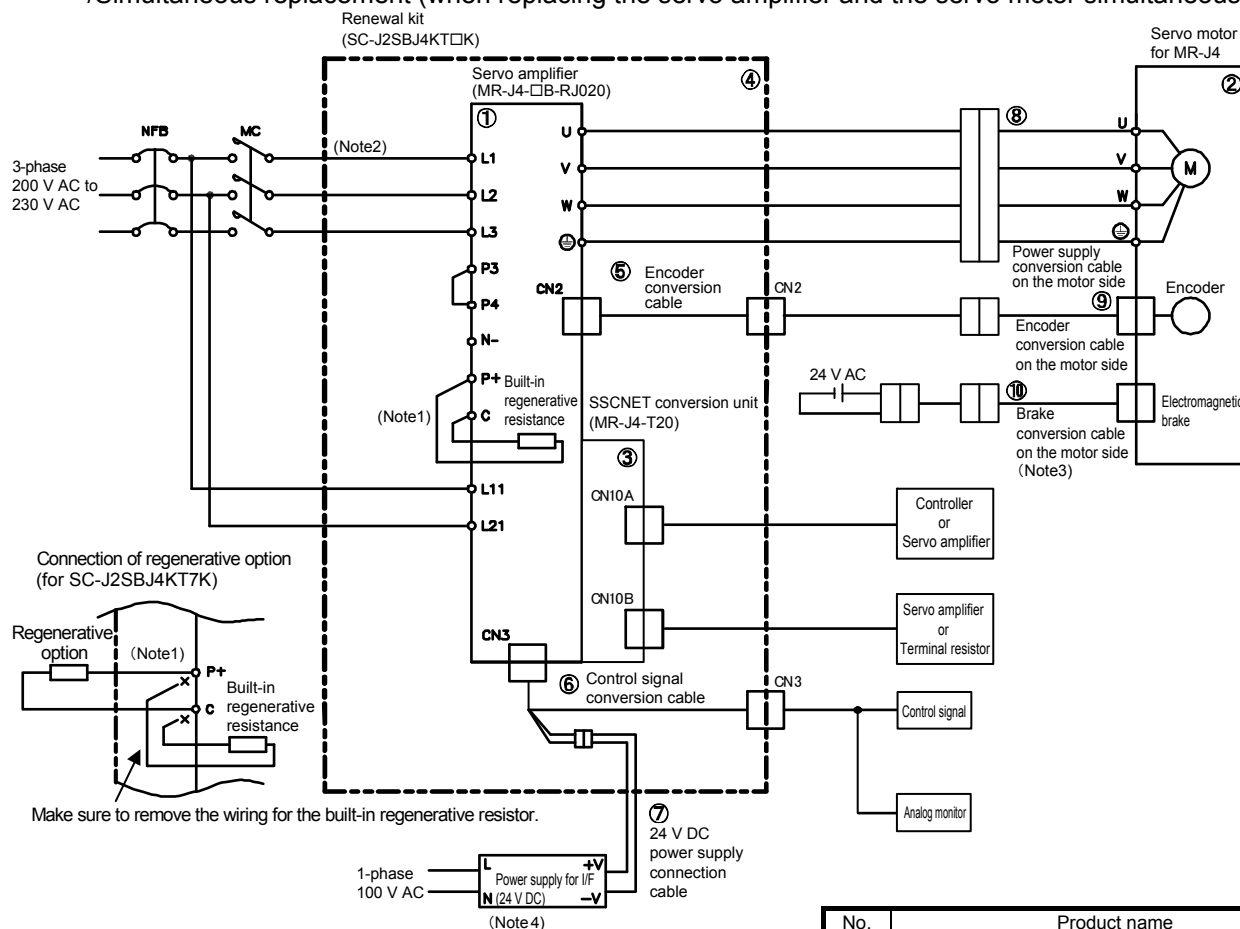 /Simultaneous replacement (when replacing the servo amplifier and the servo motor simultaneous
Renewal kit
(SC-J2SBJ4KT□K)
Servo motor
for MR-J4
②
④
Servo amplifier
(MR-J4-□B-RJ020)
①
⑧
NFB
MC
(Note2)
3-phase
200 V AC to
230 V AC
L1
L2
L3
P3
P4
N-
P+
C
L11
L21
U
V
W
U
V
W
M
Power supply
conversion cable
on the motor side
CN2
⑤
Encoder
conversion
cable
CN2
⑨
Encoder
Encoder
conversion cable
on the motor side
(Note1)
Built-in
regenerative
resistance
SSCNET conversion unit
(MR-J4-T20)
③
24 V AC
⑩
Brake
conversion cable
on the motor side
(Note3)
Electromagnetic
brake
CN10A
Controller
or
Servo amplifier
CN10B
Servo amplifier
or
Terminal resistor
Connection of regenerative option
(for SC-J2SBJ4KT7K)
Regenerative
option
(Note1)
P+
C
Built-in
regenerative
resistance
Make sure to remove the wiring for the built-in regenerative resistor.
CN3
⑥
Control signal
conversion cable
CN3
Control signal
Analog monitor
⑦
24 V DC
power supply
connection
cable
1-phase
100 V AC
L
N
Power supply for I/F
(24 V DC)
+V
-V
(Note4)
No.
Product name